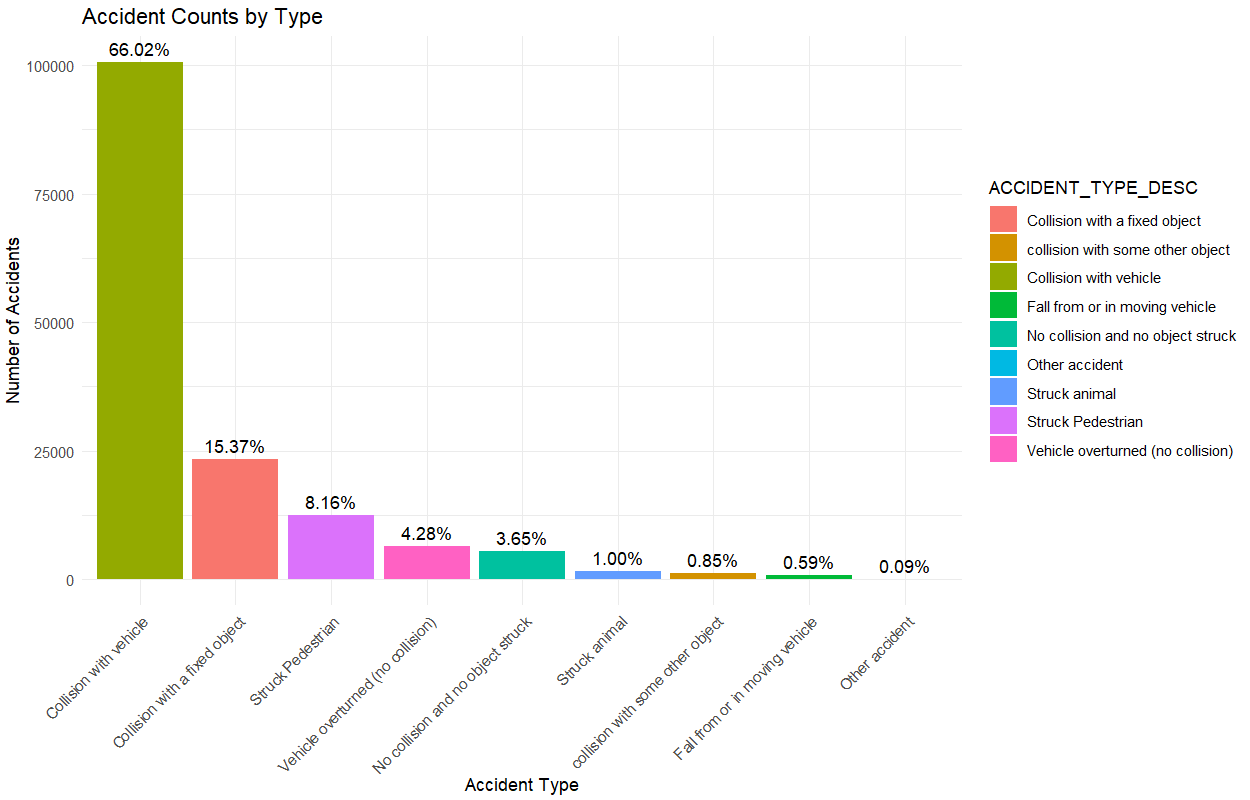 Accident Counts by Type
66.02%
15.37%
8.16%
4.28%
3.65%
1.00%
0.85%
0.59%
0.09%
100000
75000
50000
25000
0
Number of Accidents
Collision with vehicle
Collision with a fixed object
Struck Pedestrian
Vehicle overturned (no collision)
No collision and no object struck
Struck animal
collision with some other object
Fall from or in moving vehicle
Other accident
Accident Type
ACCIDENT_TYPE_DESC
Collision with a fixed object
collision with some other object
Collision with vehicle
Fall from or in moving vehicle
No collision and no object struck
Other accident
Struck animal
Struck Pedestrian
Vehicle overturned (no collision)